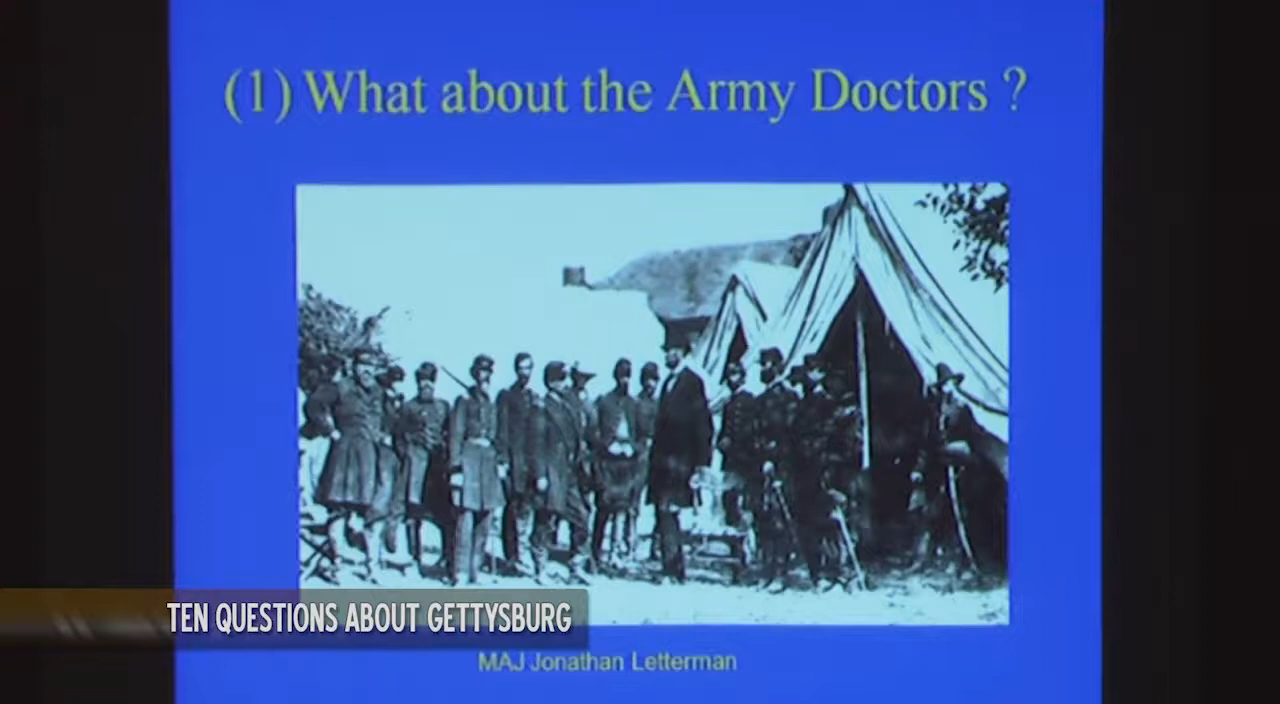 (1) What about the Army Doctors ?
TEN QUESTIONS ABOUT GETTYSBURG
MAJ Jonathan Letterman